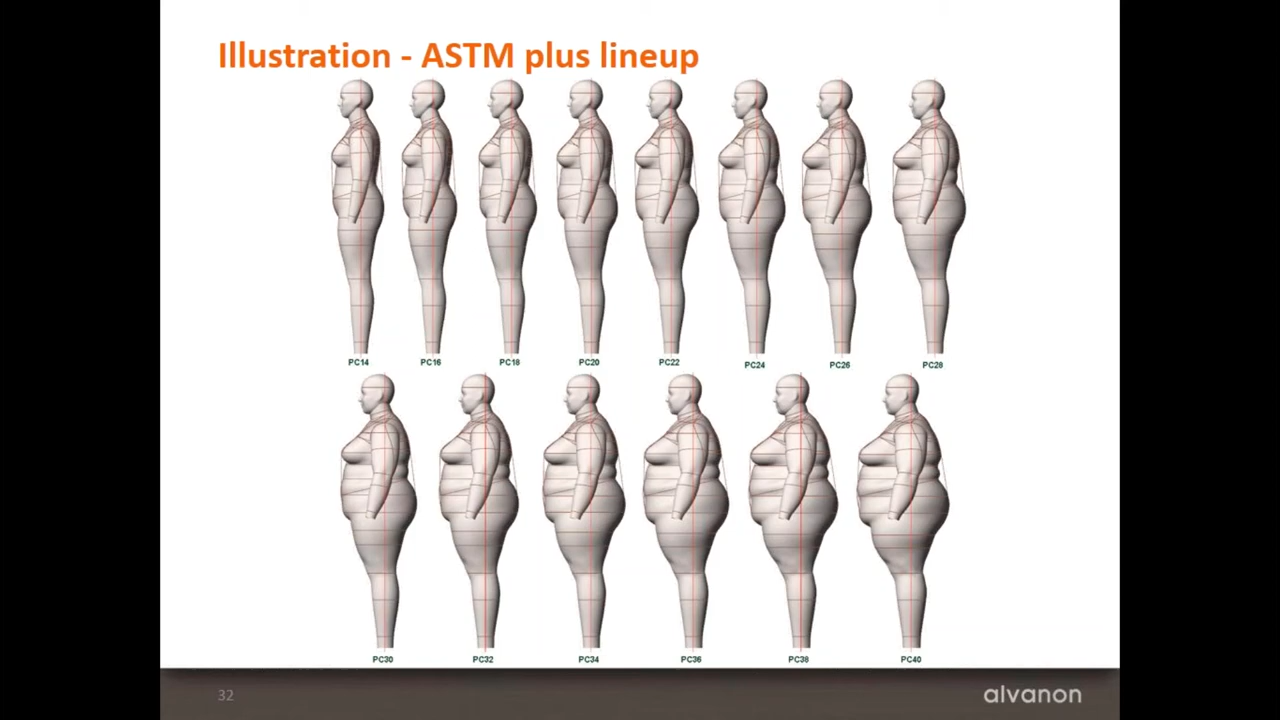 Illustration - ASTM plus lineup
PC14 PC16 PC18 PC20 PC22 PC24 PC26 PC28
PC30 PC32 PC34 PC36 PC38 PC40
32 alvanon